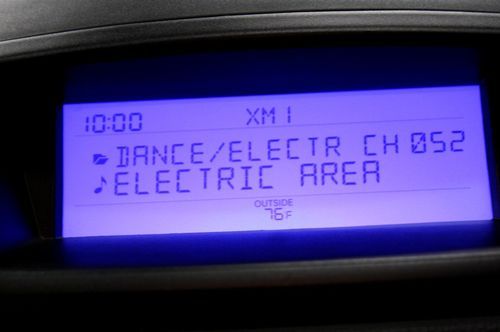 10:00 XM1
DANCE/ELECTR CH 052
ELECTRIC AREA
OUTSIDE
76F